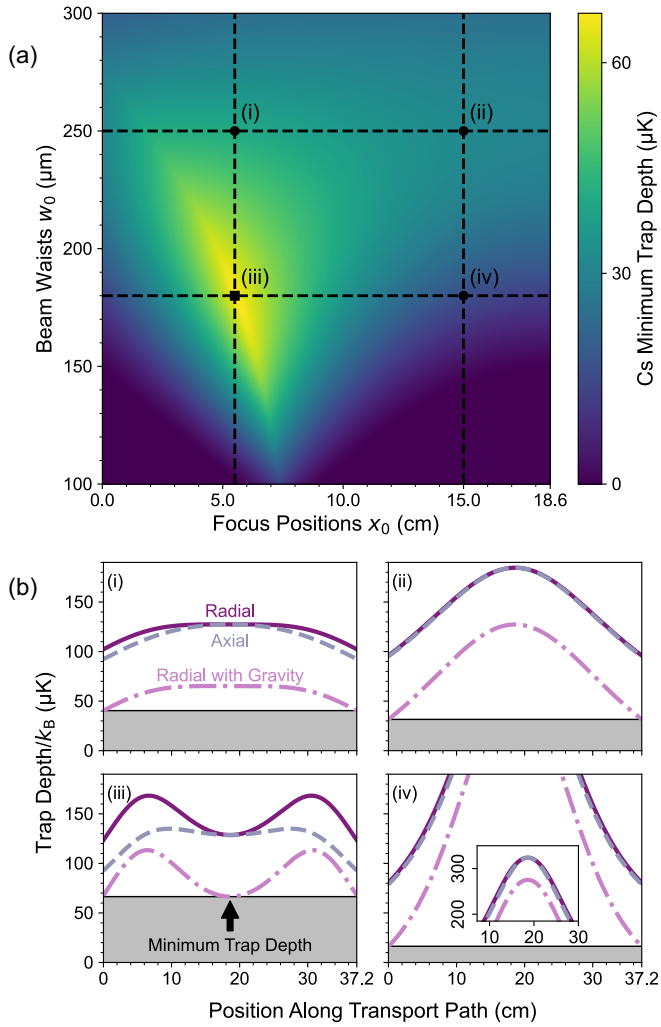 (a)
300
250
200
150
100
Beam Waists w₀ (μm)
(i)
(ii)
(iii)
(iv)
0.0
5.0
10.0
15.0
18.6
Focus Positions x₀ (cm)
60
30
0
Cs Minimum Trap Depth (μK)
(b)
(i)
Radial
Axial
Radial with Gravity
150
100
50
0
(ii)
Trap Depth/k_B (μK)
(iii)
150
100
50
0
Minimum Trap Depth
0
10
20
30
37.2
(iv)
300
200
10
20
30
0
10
20
30
37.2
Position Along Transport Path (cm)